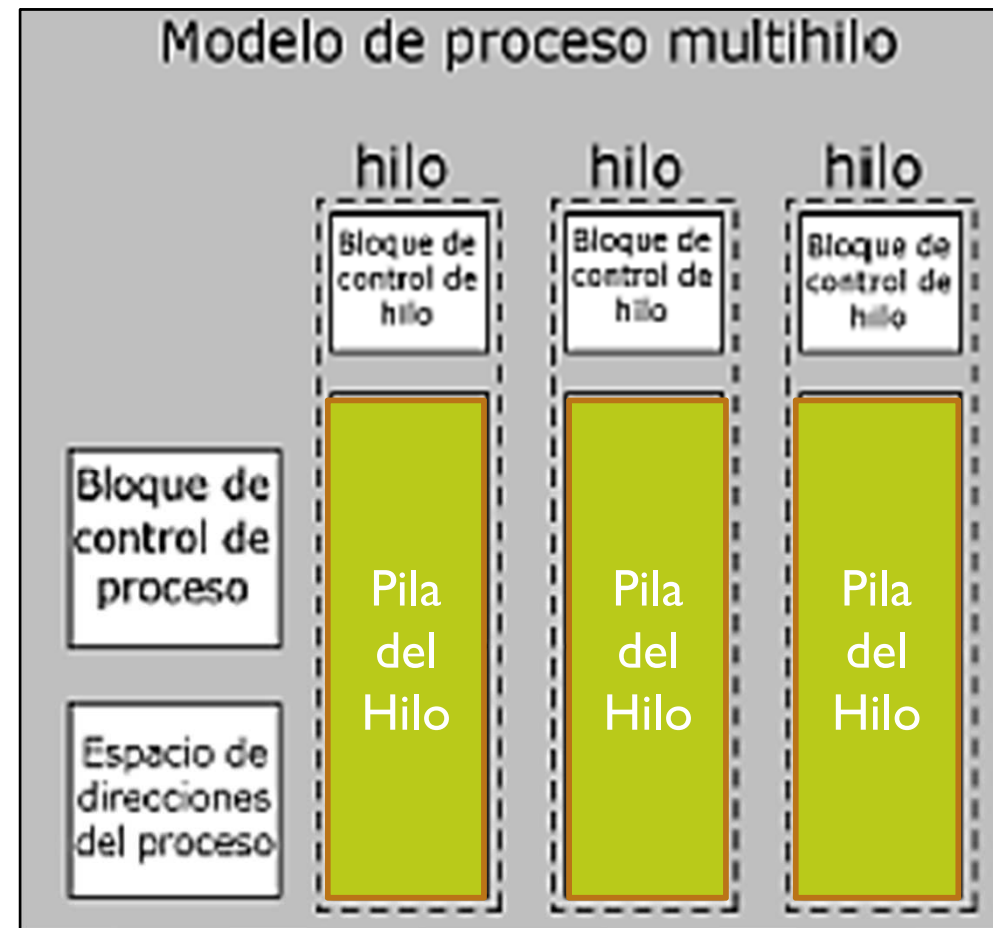 Modelo de proceso multihilo
hilo
hilo
hilo
Bloque de
control de
hilo
Bloque de
control de
hilo
Bloque de
control de
hilo
Bloque de
control de
proceso
Espacio de
direcciones
del proceso
Pila
del
Hilo
Pila
del
Hilo
Pila
del
Hilo